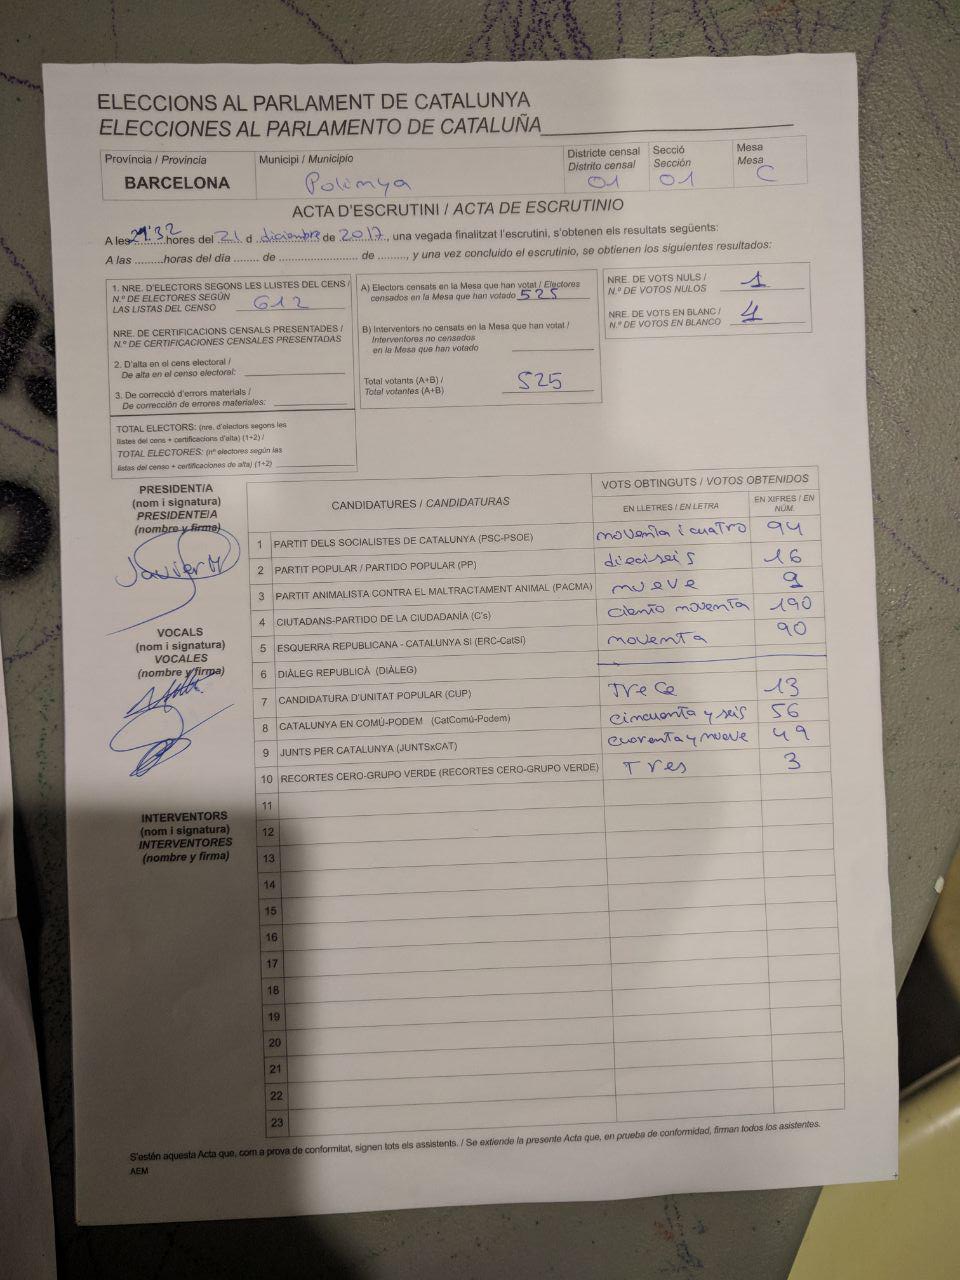 ELECCIONS AL PARLAMENT DE CATALUNYA
ELECCIONES AL PARLAMENTO DE CATALUÑA
Província / Provincia
BARCELONA
Municipi / Municipio
Polinya
Districte censal
Distrito censal
01
Secció
Sección
01
Mesa
Mesa
C
ACTA D'ESCRUTINI / ACTA DE ESCRUTINIO
A les 21:32 hores del 21 d diciembre de 2017, una vegada finalitzat l'escrutini, s'obtenen els resultats següents:
A las .........horas del día ........ de ........................ de ........., y una vez concluido el escrutinio, se obtienen los siguientes resultados:
1. NRE. D'ELECTORS SEGONS LES LLISTES DEL CENS /
N.º DE ELECTORES SEGÚN
LAS LISTAS DEL CENSO 612
NRE. DE CERTIFICACIONS CENSALS PRESENTADES /
N.º DE CERTIFICACIONES CENSALES PRESENTADAS
2. D'alta en el cens electoral /
De alta en el censo electoral:
3. De correcció d'errors materials /
De corrección de errores materiales:
TOTAL ELECTORS: (nre. d'electors segons les
llistes del cens + certificacions d'alta) (1+2) /
TOTAL ELECTORES: (nº electores según las
listas del censo + certificaciones de alta) (1+2)
A) Electors censats en la Mesa que han votat / Electores
censados en la Mesa que han votado 525
B) Interventors no censats en la Mesa que han votat /
Interventores no censados
en la Mesa que han votado
Total votants (A+B) /
Total votantes (A+B) 525
NRE. DE VOTS NULS /
N.º DE VOTOS NULOS 1
NRE. DE VOTS EN BLANC /
N.º DE VOTOS EN BLANCO 4
PRESIDENT/A
(nom i signatura)
PRESIDENTE/A
(nombre y firma)
Javier M
VOCALS
(nom i signatura)
VOCALES
(nombre y firma)
INTERVENTORS
(nom i signatura)
INTERVENTORES
(nombre y firma)
CANDIDATURES / CANDIDATURAS
VOTS OBTINGUTS / VOTOS OBTENIDOS
EN LLETRES / EN LETRA
EN XIFRES / EN NÚM.
1 PARTIT DELS SOCIALISTES DE CATALUNYA (PSC-PSOE) noventa i cuatro 94
2 PARTIT POPULAR / PARTIDO POPULAR (PP) dieciseis 16
3 PARTIT ANIMALISTA CONTRA EL MALTRACTAMENT ANIMAL (PACMA) nueve 9
4 CIUTADANS-PARTIDO DE LA CIUDADANÍA (C's) ciento noventa 190
5 ESQUERRA REPUBLICANA - CATALUNYA SÍ (ERC-CatSí) noventa 90
6 DIÀLEG REPUBLICÀ (DIÀLEG)
7 CANDIDATURA D'UNITAT POPULAR (CUP) Trece 13
8 CATALUNYA EN COMÚ-PODEM (CatComú-Podem) cincuenta y seis 56
9 JUNTS PER CATALUNYA (JUNTSxCAT) cuarenta y nueve 49
10 RECORTES CERO-GRUPO VERDE (RECORTES CERO-GRUPO VERDE) Tres 3
11
12
13
14
15
16
17
18
19
20
21
22
23
S'estén aquesta Acta que, com a prova de conformitat, signen tots els assistents. / Se extiende la presente Acta que, en prueba de conformidad, firman todos los asistentes.
AEM